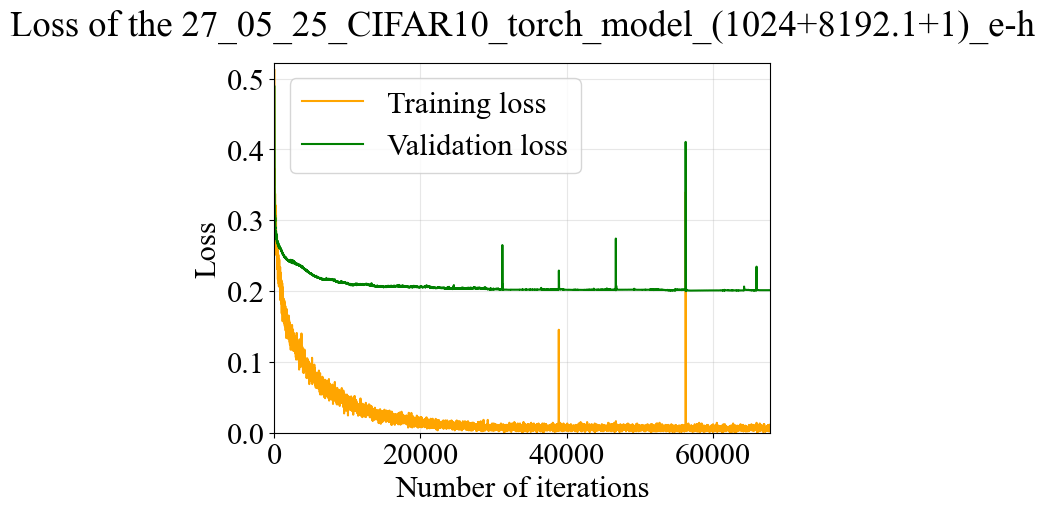 Loss of the 27_05_25_CIFAR10_torch_model_(1024+8192.1+1)_e-h
0.5
0.4
0.3
0.2
0.1
0.0
Loss
Training loss
Validation loss
0 20000 40000 60000
Number of iterations